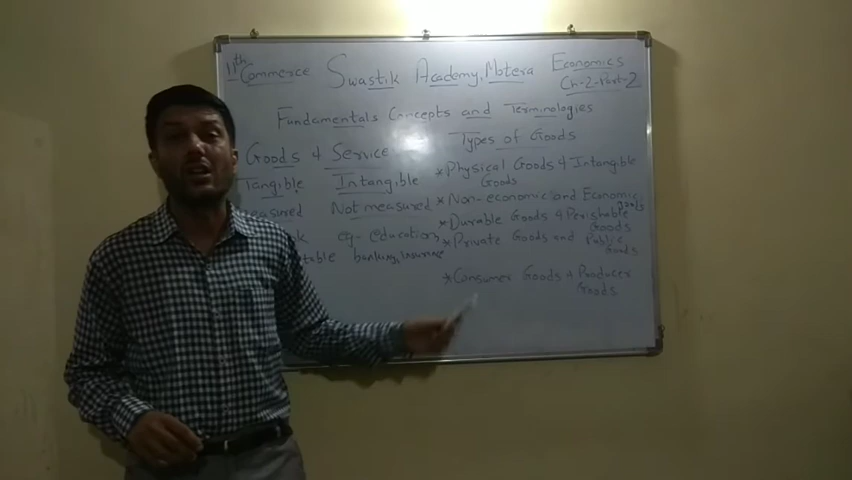 11th Commerce Swastik Academy, Motera Economics
Ch-2-Part-2
Fundamentals Concepts and Terminologies
Goods & Service
Tangible Intangible
Not measured
eg- education,
banking, insurance
Types of Goods
*Physical Goods & Intangible
Goods
*Non-economic and Economic
goods
*Durable Goods & Perishable
Goods
*Private Goods and Public
Goods
*Consumer Goods & Producer
Goods